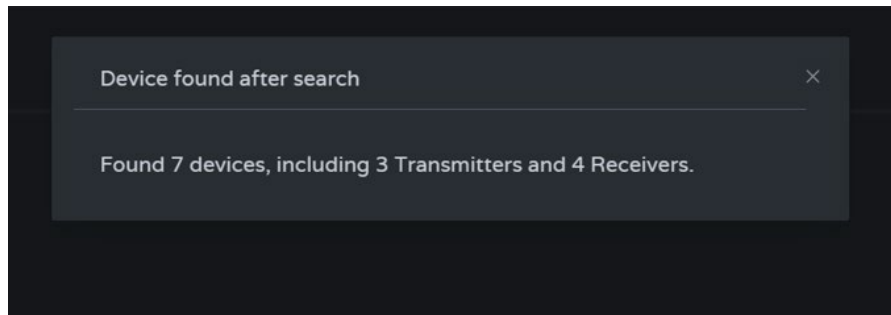 Device found after search
Found 7 devices, including 3 Transmitters and 4 Receivers.